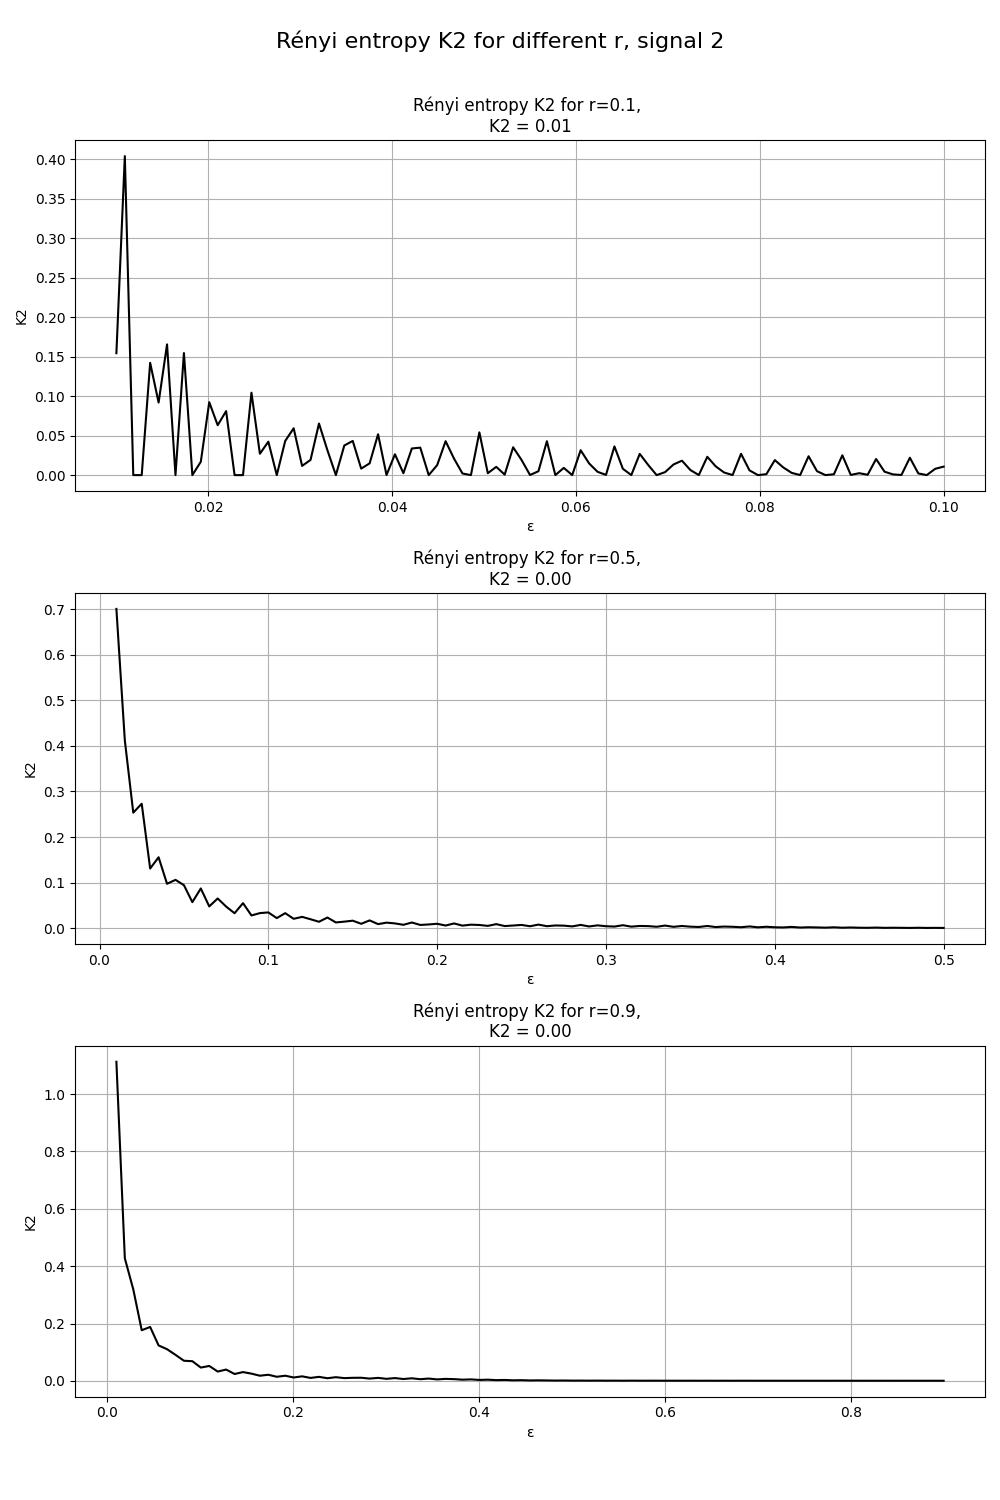 Rényi entropy K2 for different r, signal 2
Rényi entropy K2 for r=0.1,
K2 = 0.01
0.40
0.35
0.30
0.25
0.20
0.15
0.10
0.05
0.00
K2
0.02 0.04 0.06 0.08 0.10
ε
Rényi entropy K2 for r=0.5,
K2 = 0.00
0.7
0.6
0.5
0.4
0.3
0.2
0.1
0.0
K2
0.0 0.1 0.2 0.3 0.4 0.5
ε
Rényi entropy K2 for r=0.9,
K2 = 0.00
1.0
0.8
0.6
0.4
0.2
0.0
K2
0.0 0.2 0.4 0.6 0.8
ε